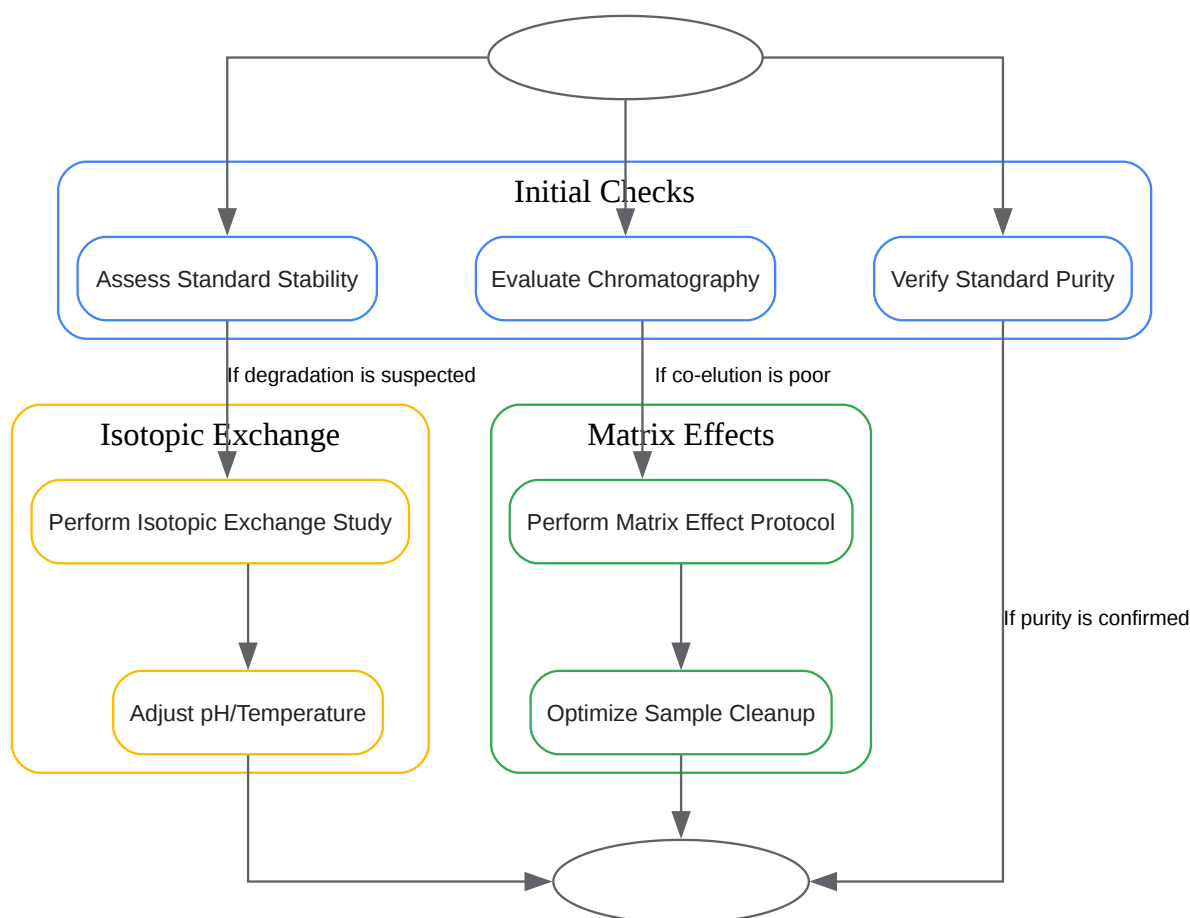 Initial Checks
Assess Standard Stability
Evaluate Chromatography
Verify Standard Purity
If degradation is suspected
If co-elution is poor
Isotopic Exchange
Matrix Effects
Perform Isotopic Exchange Study
Perform Matrix Effect Protocol
If purity is confirmed
Adjust pH/Temperature
Optimize Sample Cleanup